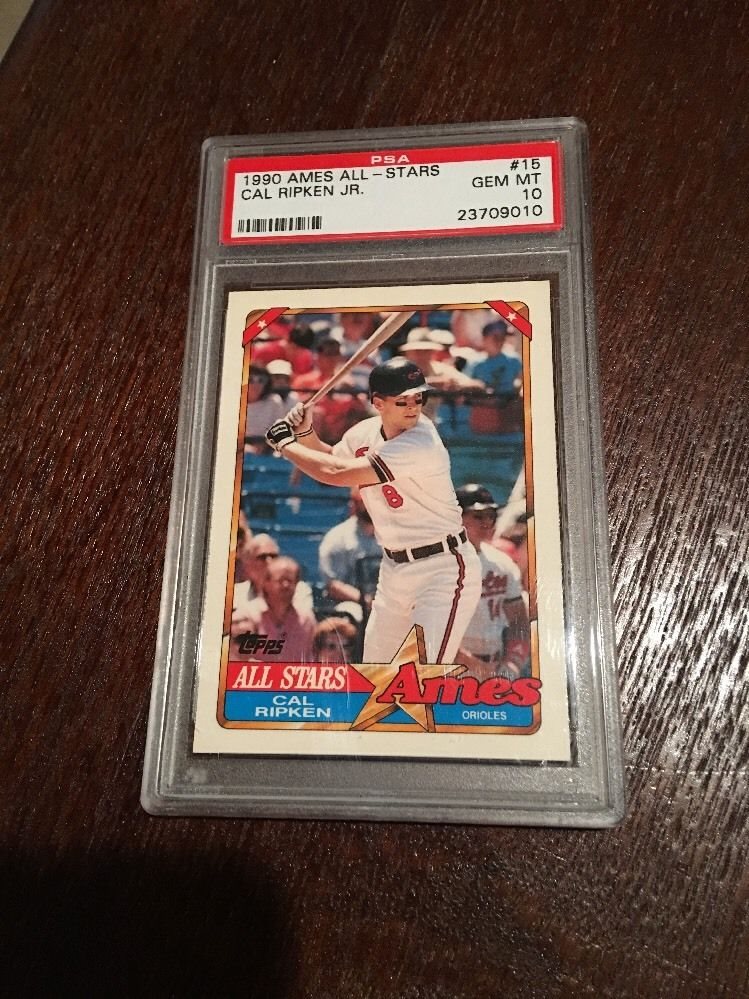 PSA
1990 AMES ALL-STARS #15
CAL RIPKEN JR. GEM MT
10
23709010
8
Topps®
ALL STARS Ames
CAL
RIPKEN ORIOLES